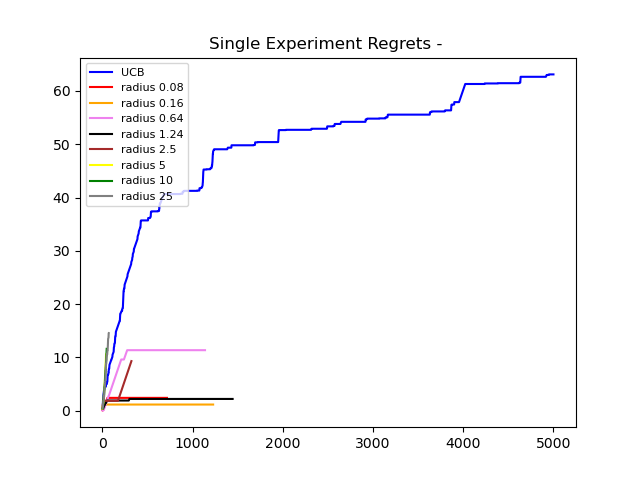 Single Experiment Regrets -
UCB
radius 0.08
radius 0.16
radius 0.64
radius 1.24
radius 2.5
radius 5
radius 10
radius 25
60
50
40
30
20
10
0
0 1000 2000 3000 4000 5000